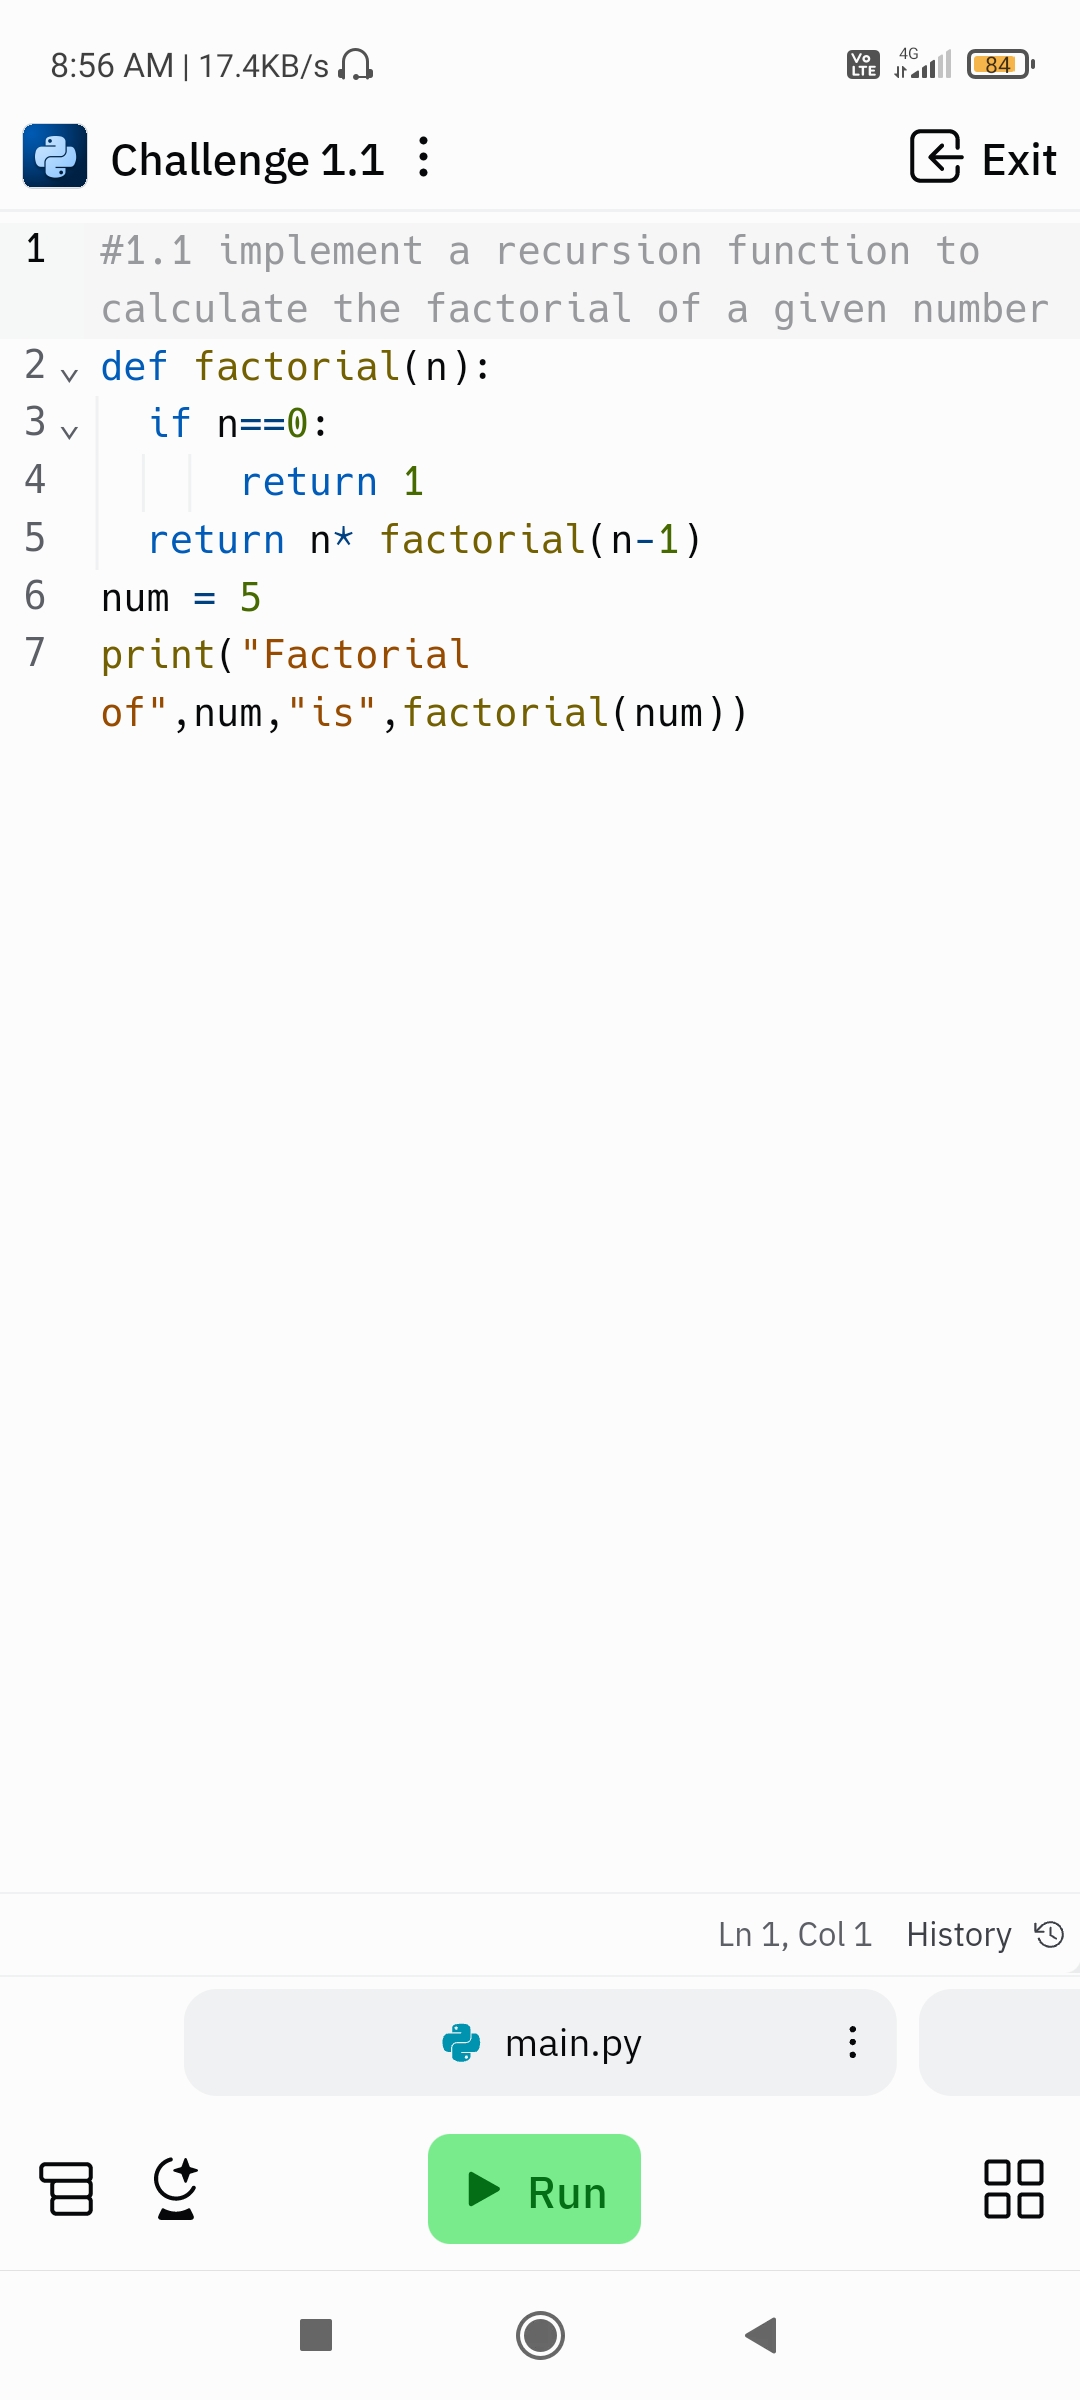 8:56 AM | 17.4KB/s
Vo LTE 4G 84
Challenge 1.1
Exit
1 #1.1 implement a recursion function to
calculate the factorial of a given number
2 def factorial(n):
3 if n==0:
4 return 1
5 return n* factorial(n-1)
6 num = 5
7 print("Factorial
of",num,"is",factorial(num))
Ln 1, Col 1 History
main.py
Run